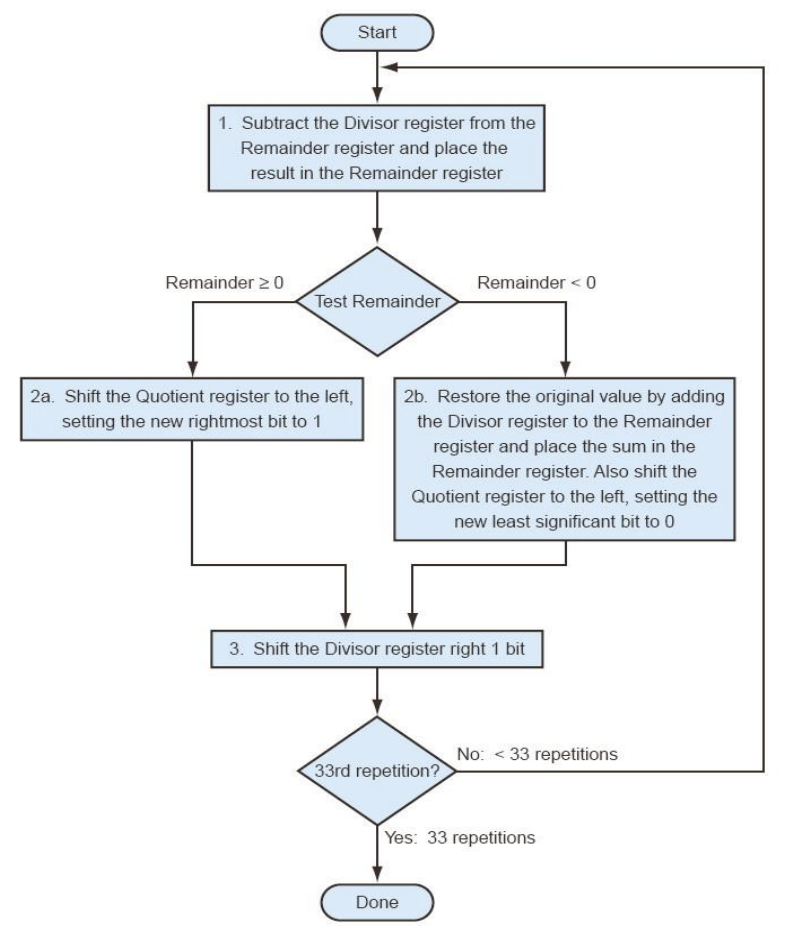 Start
1. Subtract the Divisor register from the
Remainder register and place the
result in the Remainder register
Remainder ≥ 0
Remainder < 0
Test Remainder
2a. Shift the Quotient register to the left,
setting the new rightmost bit to 1
2b. Restore the original value by adding
the Divisor register to the Remainder
register and place the sum in the
Remainder register. Also shift the
Quotient register to the left, setting the
new least significant bit to 0
3. Shift the Divisor register right 1 bit
No: < 33 repetitions
33rd repetition?
Yes: 33 repetitions
Done